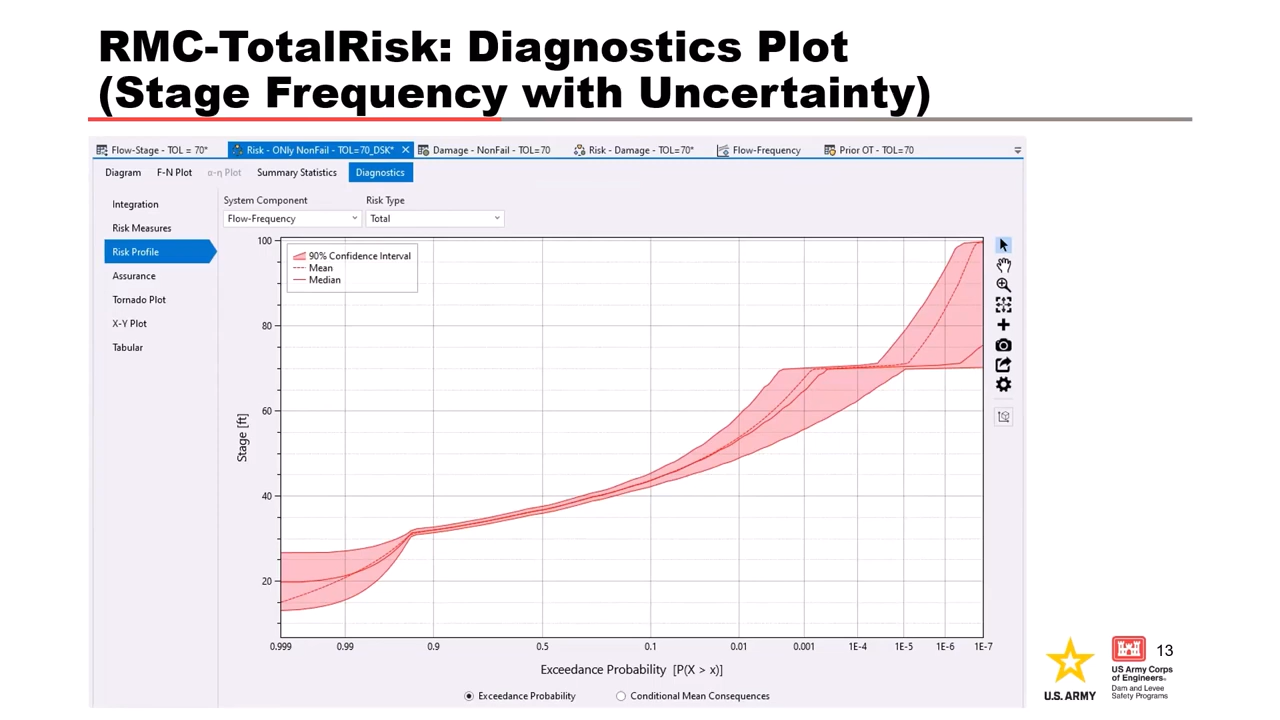 RMC-TotalRisk: Diagnostics Plot
(Stage Frequency with Uncertainty)
Flow-Stage - TOL = 70*
Risk - ONly NonFail - TOL=70_DSK*
Damage - NonFail - TOL=70
Risk - Damage - TOL=70*
Flow-Frequency
Prior OT - TOL=70
Diagram
F-N Plot
α-η Plot
Summary Statistics
Diagnostics
Integration
Risk Measures
Risk Profile
Assurance
Tornado Plot
X-Y Plot
Tabular
System Component
Risk Type
Flow-Frequency
Total
90% Confidence Interval
Mean
Median
Stage [ft]
100
80
60
40
20
0.999
0.99
0.9
0.5
0.1
0.01
0.001
1E-4
1E-5
1E-6
1E-7
Exceedance Probability [P(X > x)]
Exceedance Probability
Conditional Mean Consequences
U.S. ARMY
US Army Corps
of Engineers®
Dam and Levee
Safety Programs
13